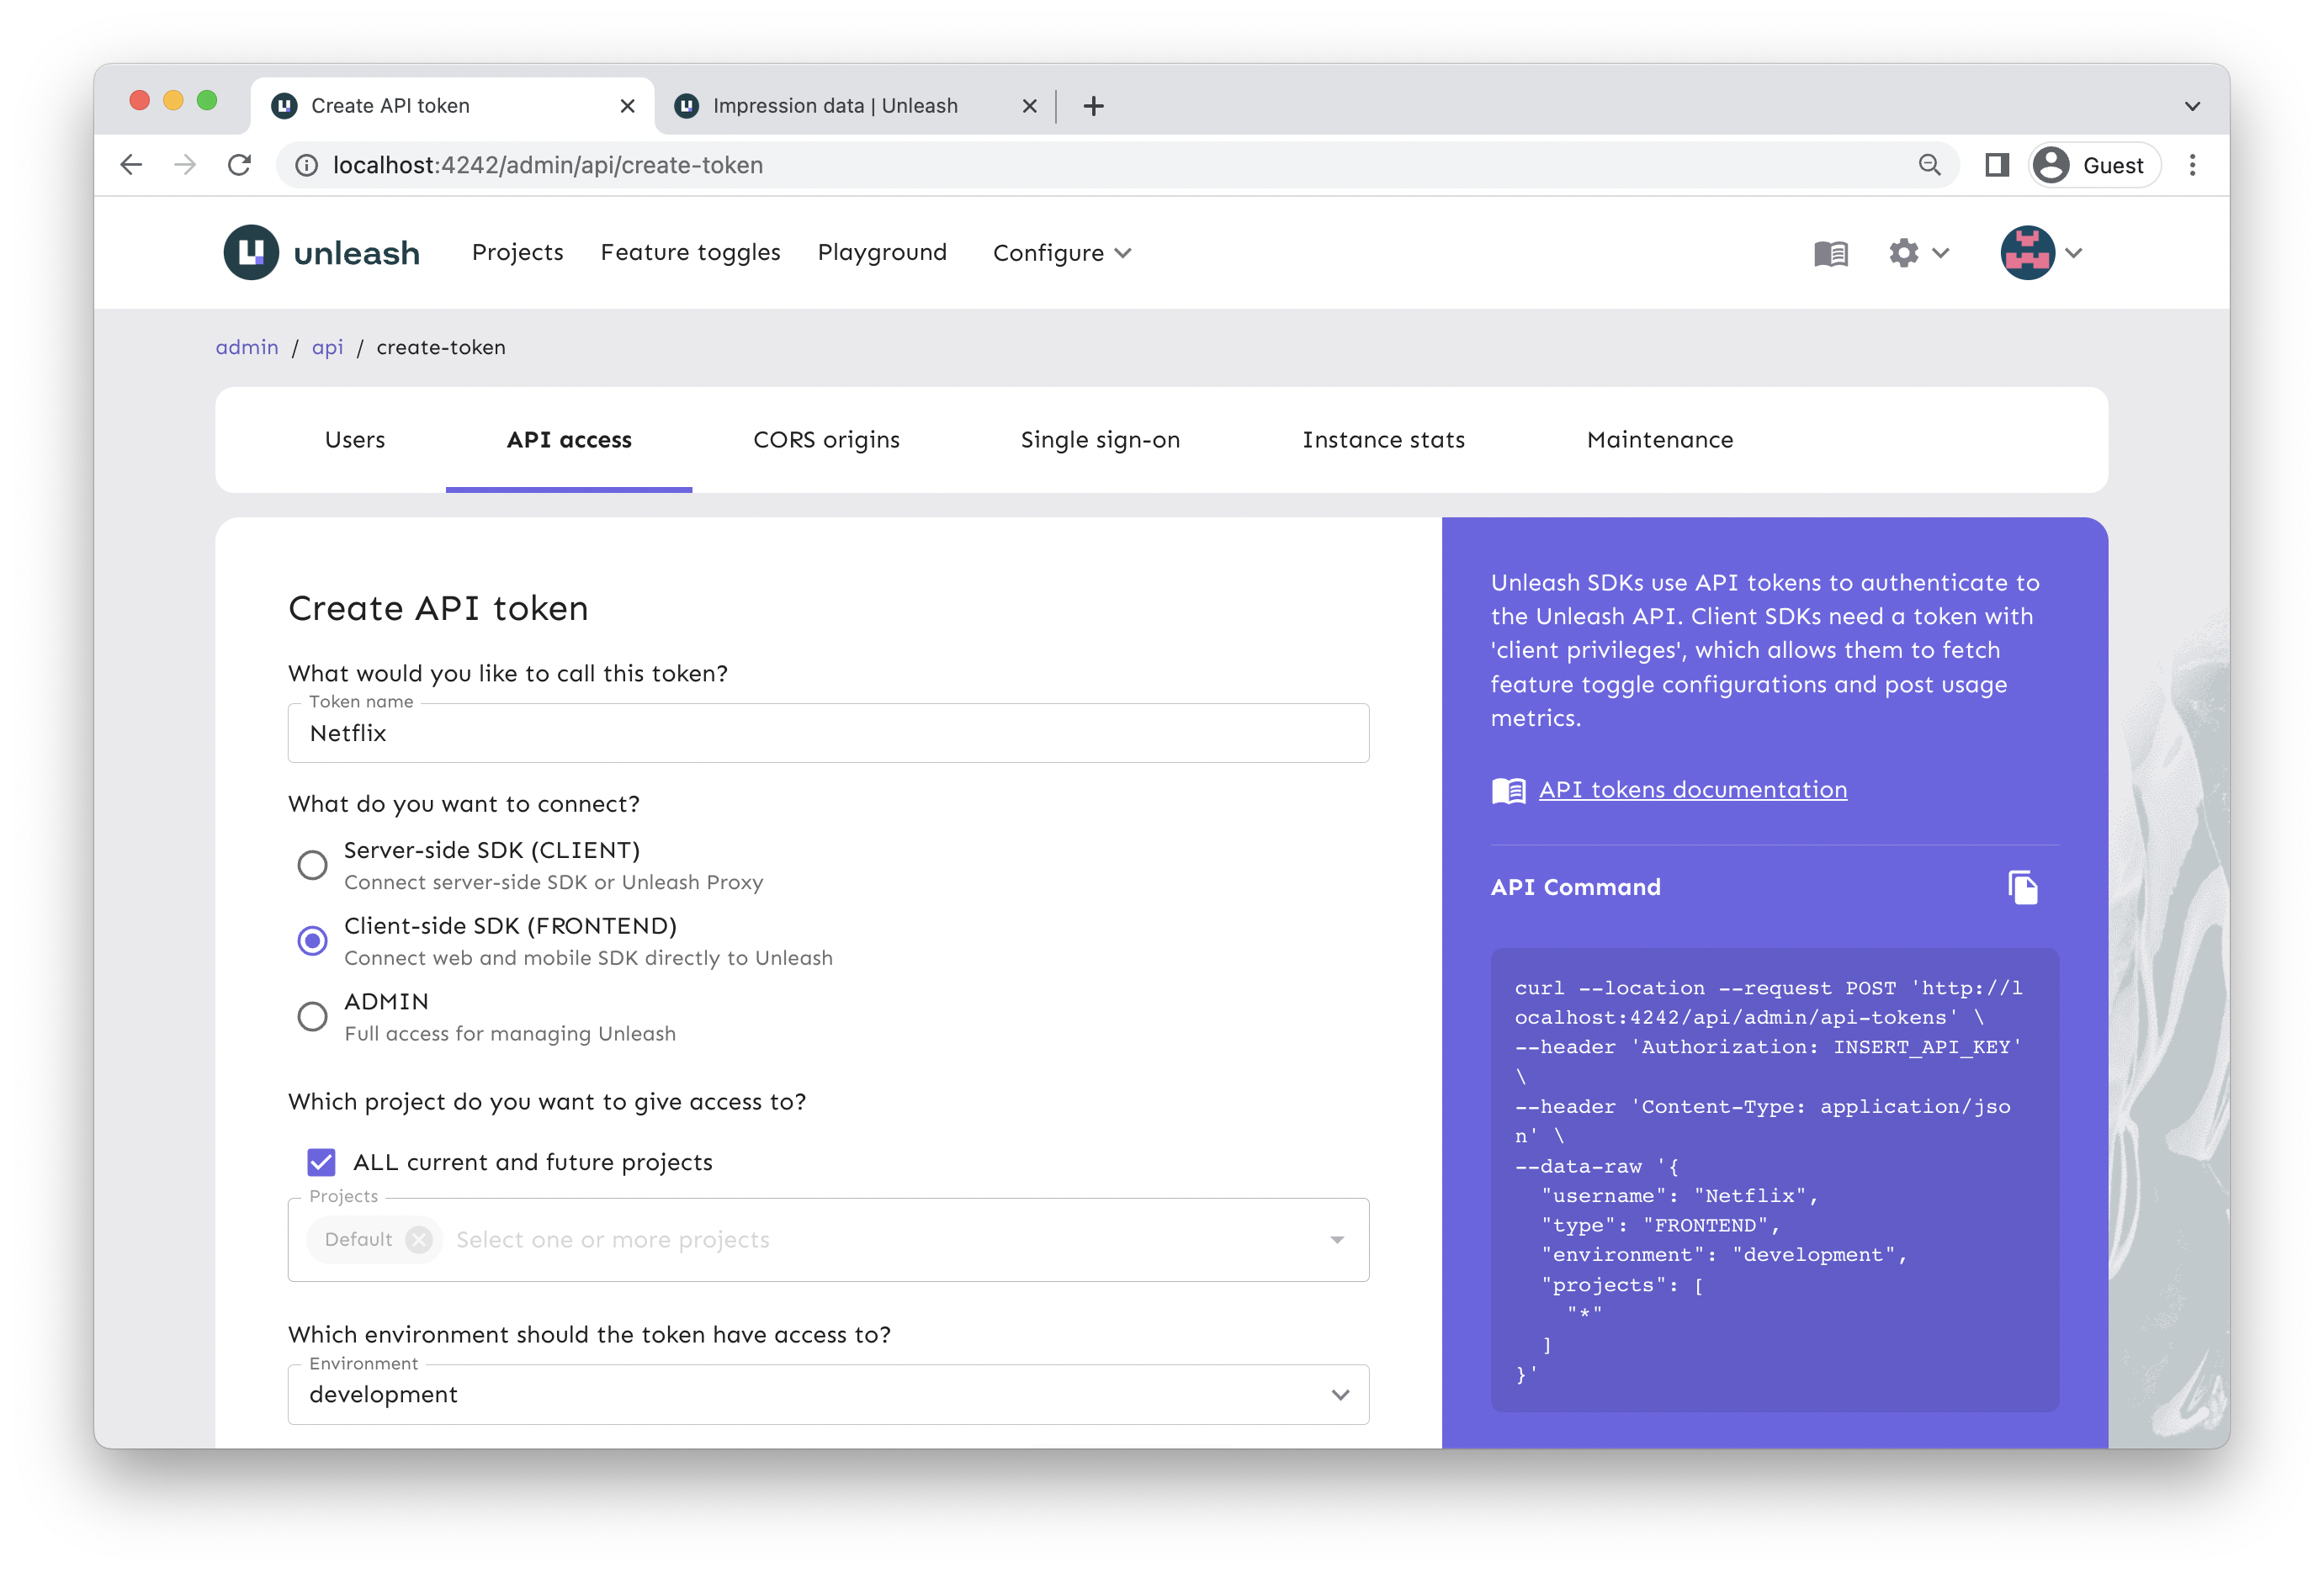 Create API token
Impression data | Unleash
localhost:4242/admin/api/create-token
Guest
unleash
Projects
Feature toggles
Playground
Configure
admin / api / create-token
Users
API access
CORS origins
Single sign-on
Instance stats
Maintenance
Create API token
What would you like to call this token?
Token name
Netflix
What do you want to connect?
Server-side SDK (CLIENT)
Connect server-side SDK or Unleash Proxy
Client-side SDK (FRONTEND)
Connect web and mobile SDK directly to Unleash
ADMIN
Full access for managing Unleash
Which project do you want to give access to?
ALL current and future projects
Projects
Default
Select one or more projects
Which environment should the token have access to?
Environment
development
Unleash SDKs use API tokens to authenticate to
the Unleash API. Client SDKs need a token with
'client privileges', which allows them to fetch
feature toggle configurations and post usage
metrics.
API tokens documentation
API Command
curl --location --request POST 'http://l
ocalhost:4242/api/admin/api-tokens' \
--header 'Authorization: INSERT_API_KEY'
\
--header 'Content-Type: application/jso
n' \
--data-raw '{
"username": "Netflix",
"type": "FRONTEND",
"environment": "development",
"projects": [
"*"
]
}'